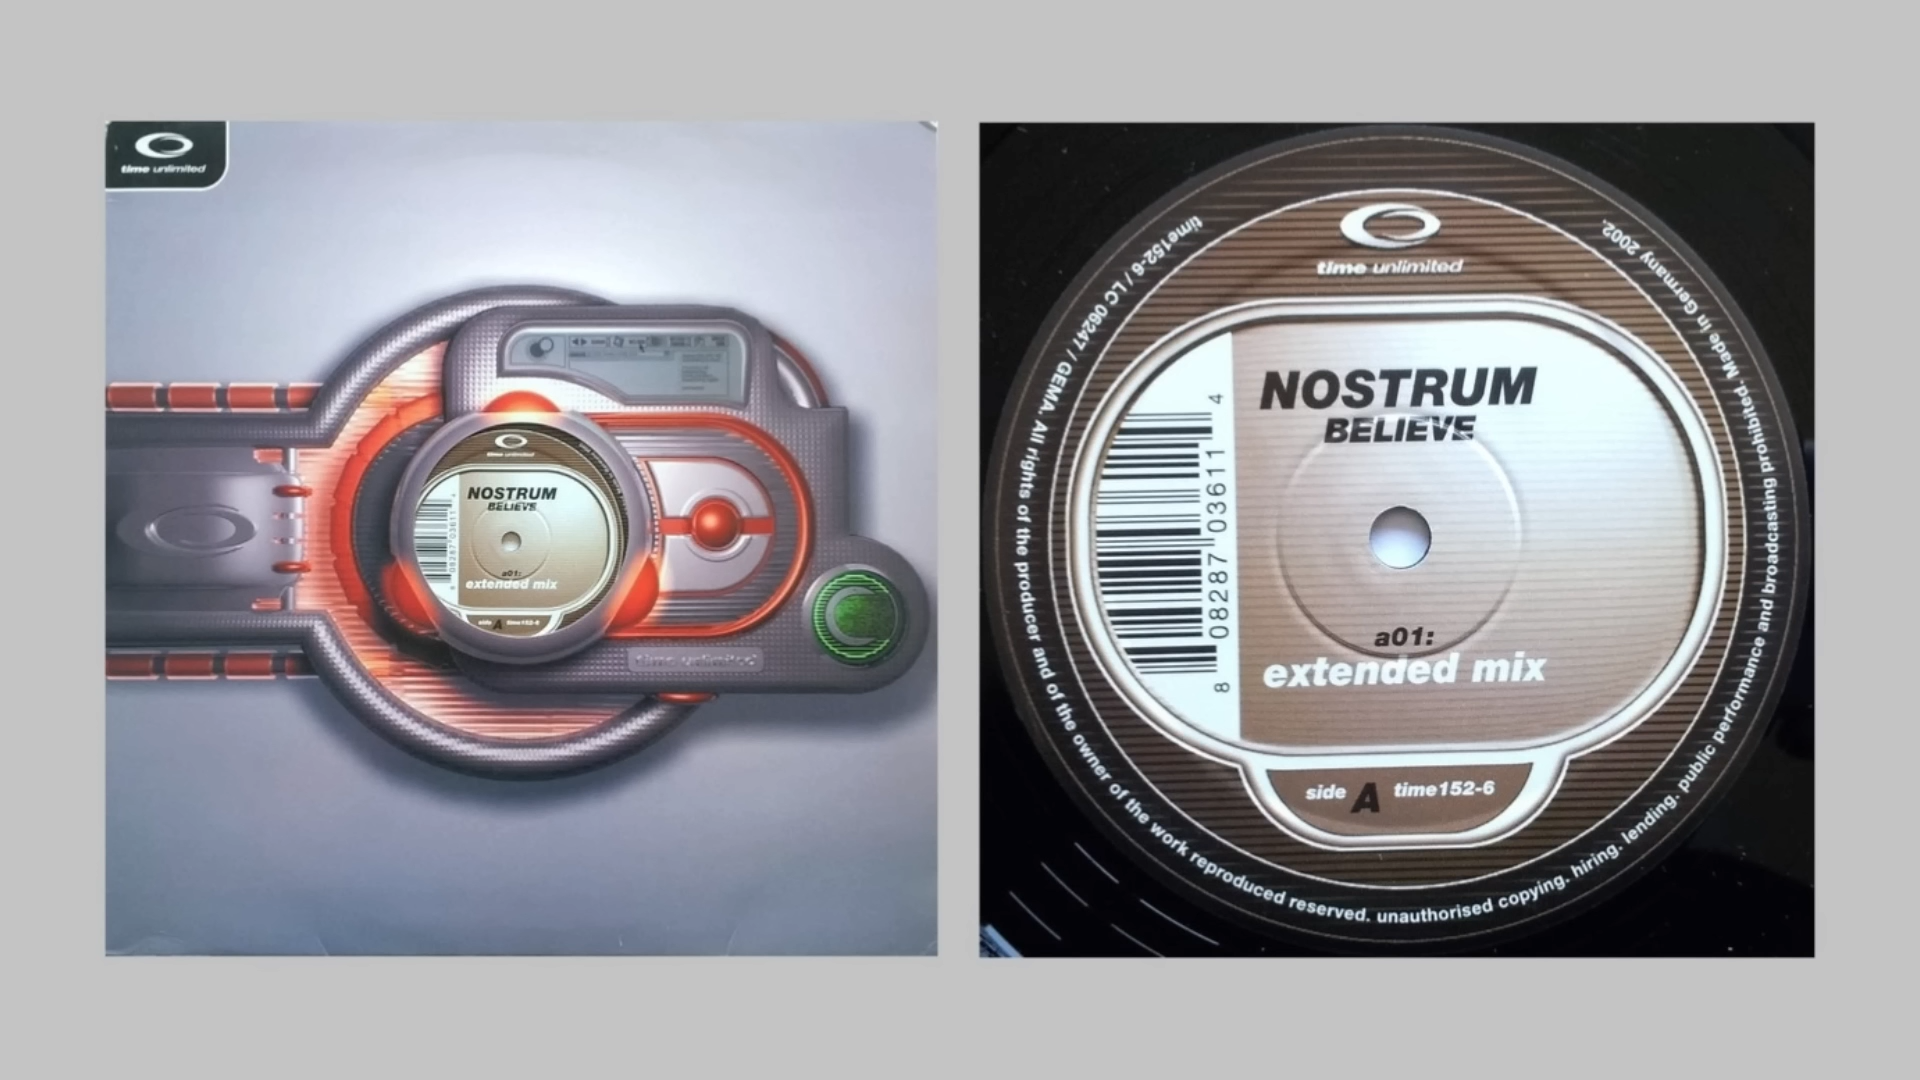 time unlimited
NOSTRUM
BELIEVE
a01:
extended mix
side A time152-6
time unlimited
time unlimited
NOSTRUM
BELIEVE
8 08287 03611 4
a01:
extended mix
side A time152-6
time152-6 / LC 06247 / GEMA. All rights of the producer and of the owner of the work reproduced reserved. unauthorised copying. hiring. lending. public performance and broadcasting prohibited. Made in Germany 2002.